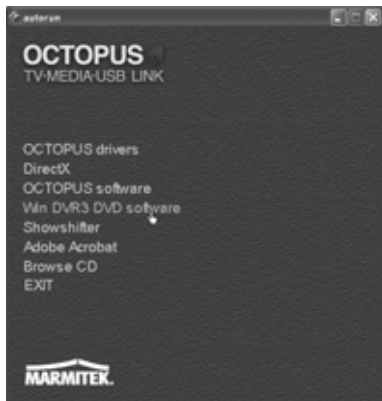 autorun
OCTOPUS
TV-MEDIA-USB LINK
OCTOPUS drivers
DirectX
OCTOPUS software
Win DVR3 DVD software
Showshifter
Adobe Acrobat
Browse CD
EXIT
MARMITEK.